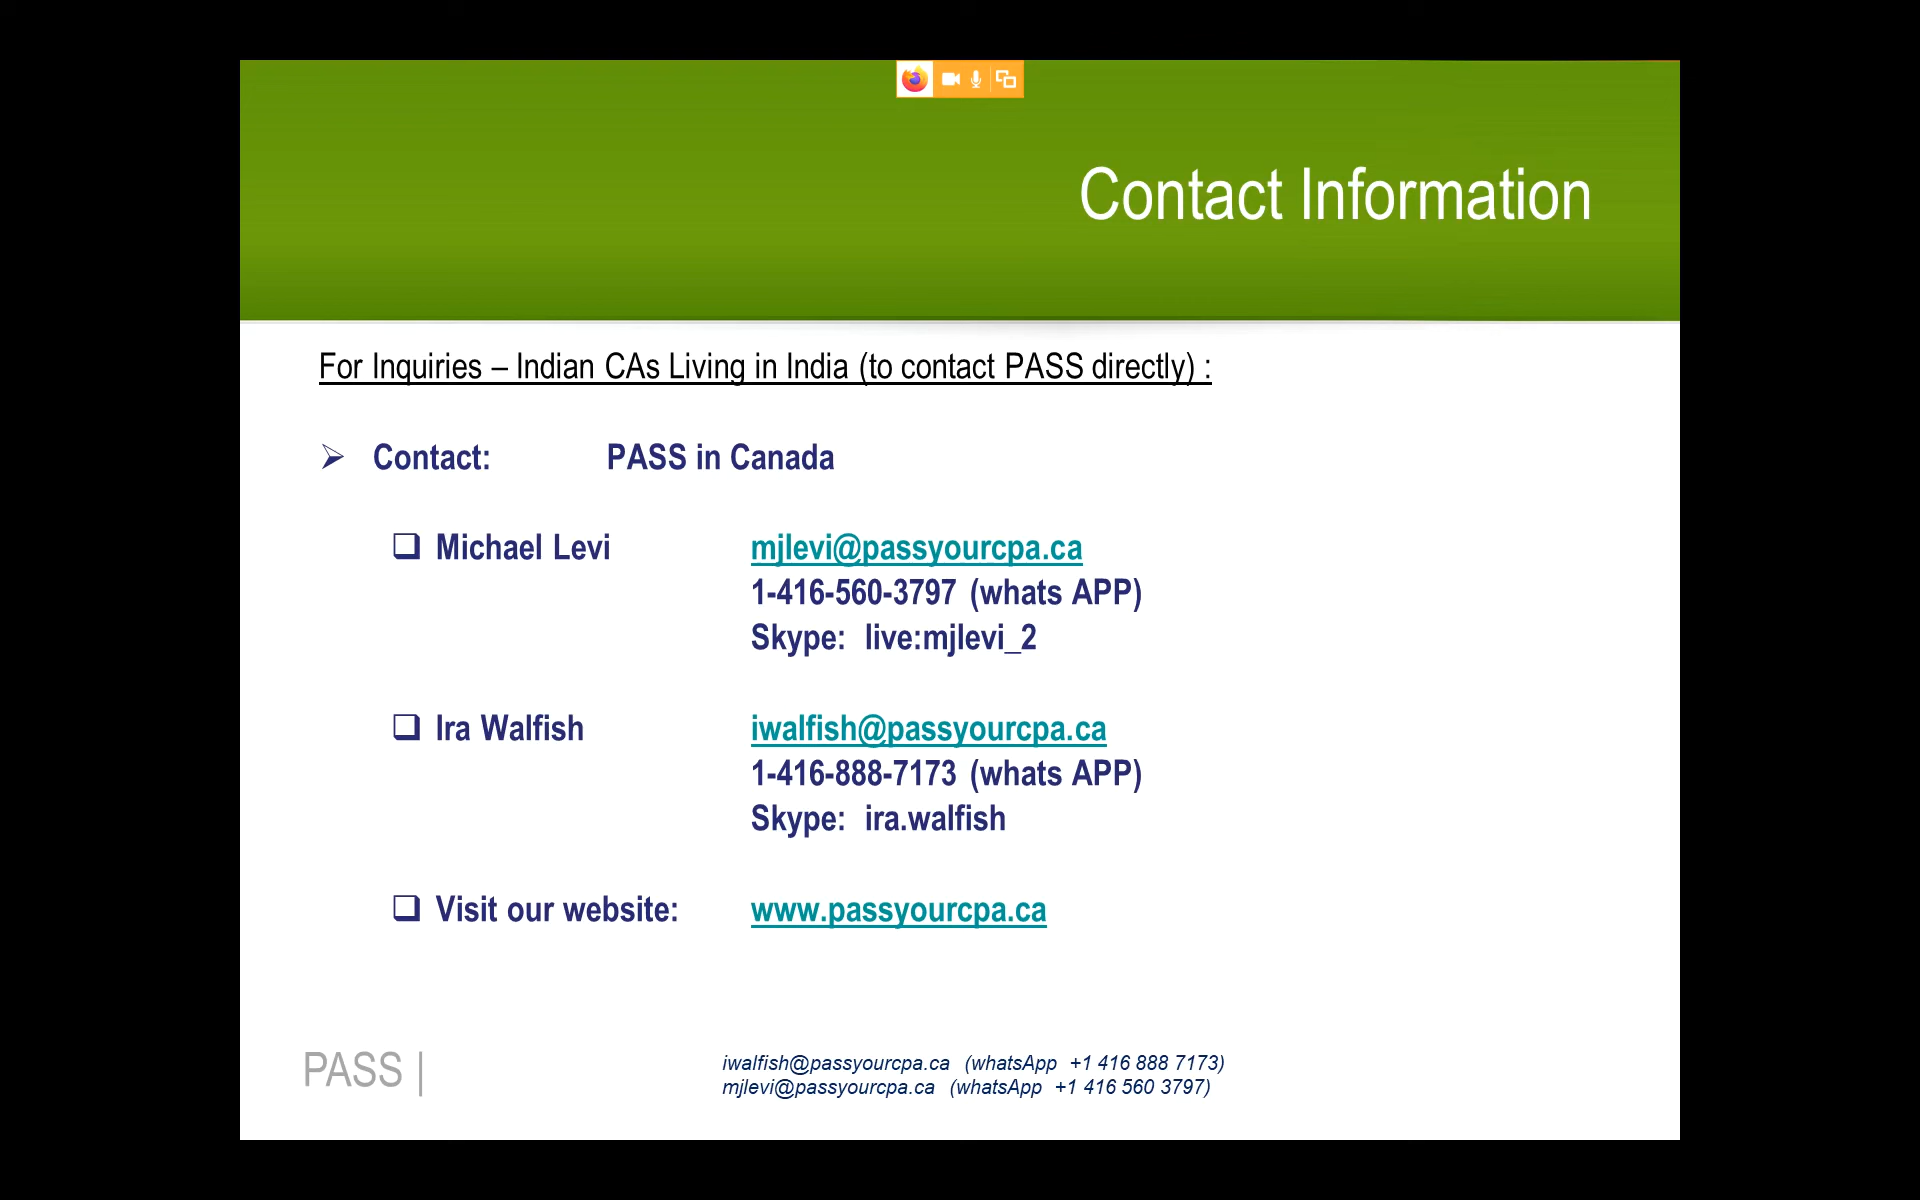 Contact Information
For Inquiries – Indian CAs Living in India (to contact PASS directly) :
Contact: PASS in Canada
Michael Levi mjlevi@passyourcpa.ca
1-416-560-3797 (whats APP)
Skype: live:mjlevi_2
Ira Walfish iwalfish@passyourcpa.ca
1-416-888-7173 (whats APP)
Skype: ira.walfish
Visit our website: www.passyourcpa.ca
PASS |
iwalfish@passyourcpa.ca (whatsApp +1 416 888 7173)
mjlevi@passyourcpa.ca (whatsApp +1 416 560 3797)